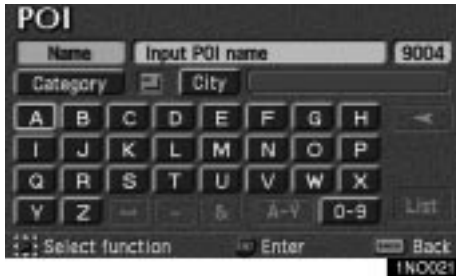 POI
Name Input POI name 9004
Category City
A B C D E F G H
I J K L M N O P
Q R S T U V W X
Y Z - & A-Ÿ 0-9 List
Select function Enter Back
1NO021